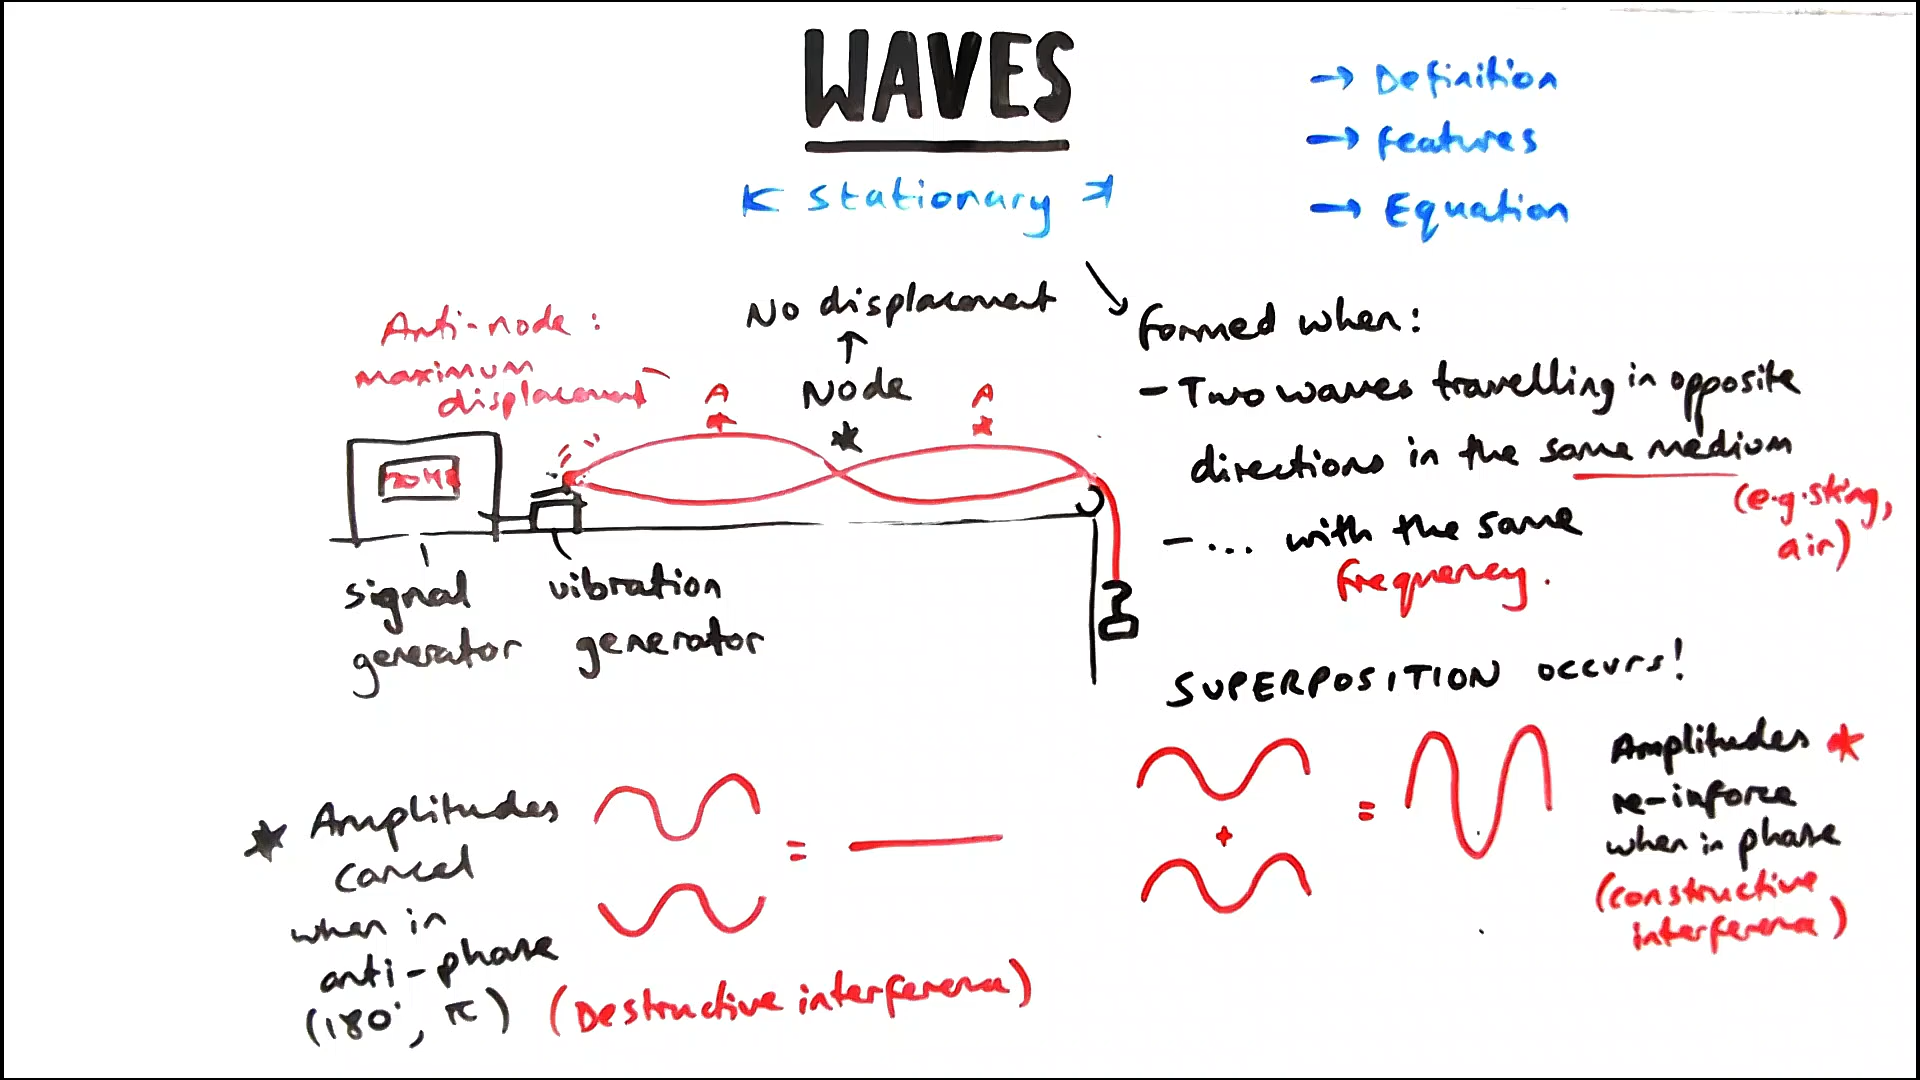 WAVES
stationary
→ Definition
→ features
→ Equation
Anti-node:
maximum
displacement
No displacement
↑
Node
A
A
20Hz
signal
generator
vibration
generator
formed when:
- Two waves travelling in opposite
directions in the same medium
(e.g. string,
air)
- ... with the same
frequency.
SUPERPOSITION OCCURS!
+
=
Amplitudes
re-inforce
when in phase
(constructive
interference)
Amplitudes
cancel
when in
anti-phase
(180°, π)
=
(Destructive interference)